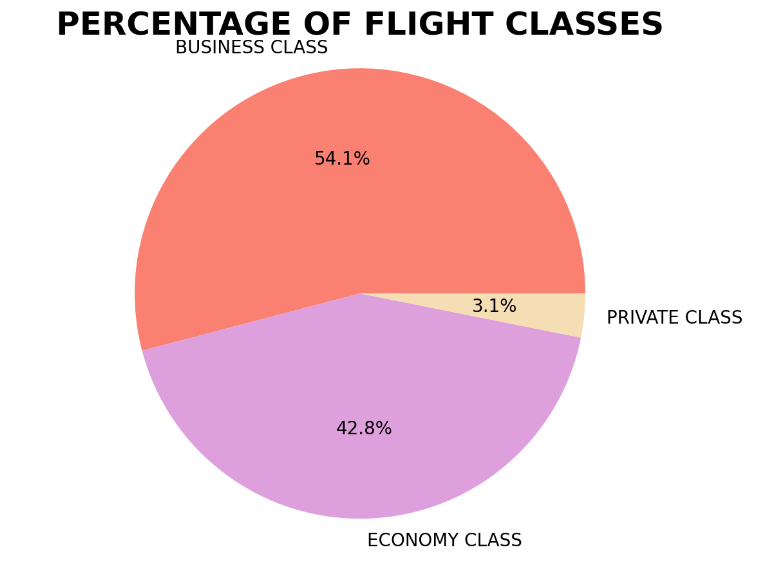 PERCENTAGE OF FLIGHT CLASSES
BUSINESS CLASS
54.1%
3.1%
PRIVATE CLASS
42.8%
ECONOMY CLASS